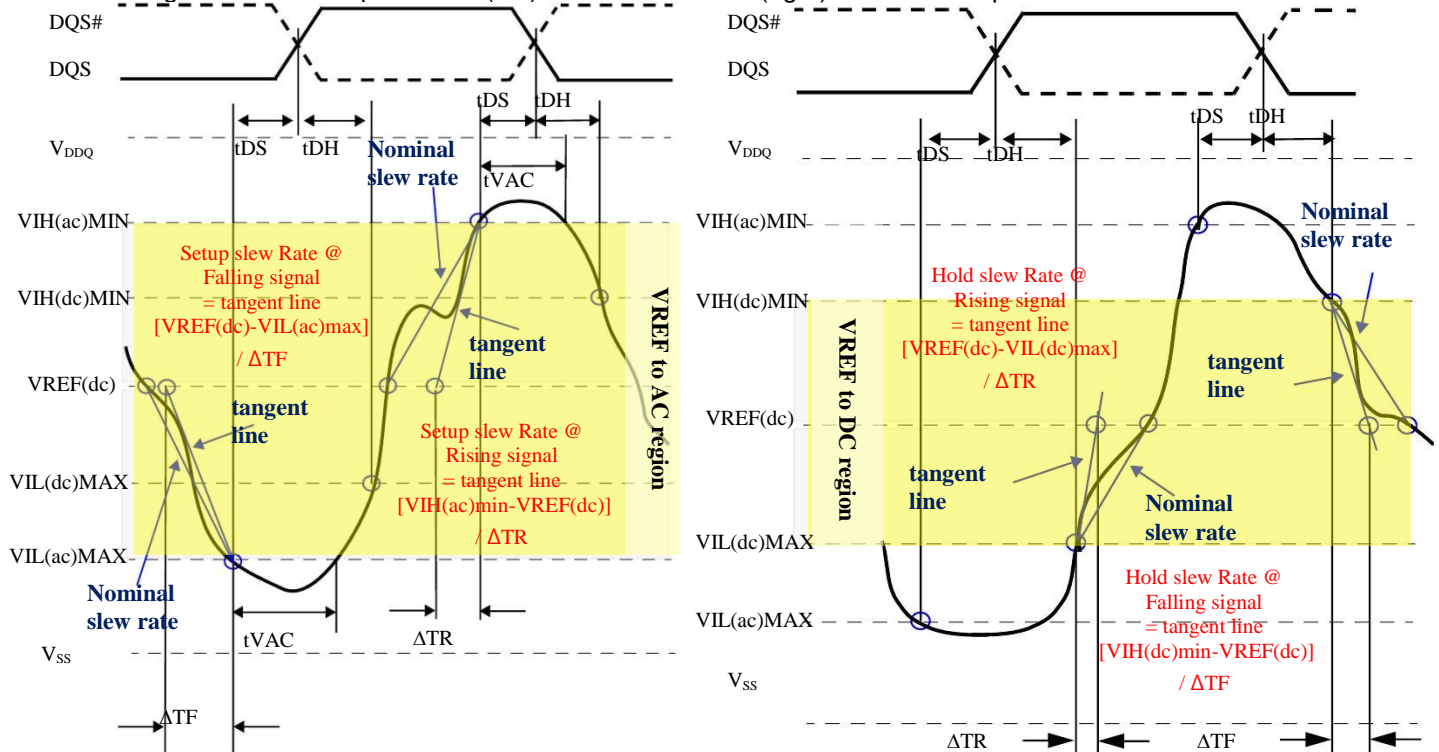 DQS#
DQS
tDS
tDH
tDS
tDH
VDDQ
Nominal
slew rate
tVAC
VIH(ac)MIN
Setup slew Rate @
Falling signal
= tangent line
[VREF(dc)-VIL(ac)max]
/ ΔTF
VIH(dc)MIN
tangent
line
VREF to AC region
VREF(dc)
tangent
line
Setup slew Rate @
Rising signal
= tangent line
[VIH(ac)min-VREF(dc)]
/ ΔTR
VIL(dc)MAX
VIL(ac)MAX
Nominal
slew rate
tVAC
ΔTR
VSS
ΔTF
DQS#
DQS
tDS
tDH
tDS
tDH
VDDQ
VIH(ac)MIN
Nominal
slew rate
Hold slew Rate @
Rising signal
= tangent line
[VREF(dc)-VIL(dc)max]
/ ΔTR
VIH(dc)MIN
VREF to DC region
tangent
line
VREF(dc)
tangent
line
Nominal
slew rate
VIL(dc)MAX
Hold slew Rate @
Falling signal
= tangent line
[VIH(dc)min-VREF(dc)]
/ ΔTF
VIL(ac)MAX
VSS
ΔTR
ΔTF